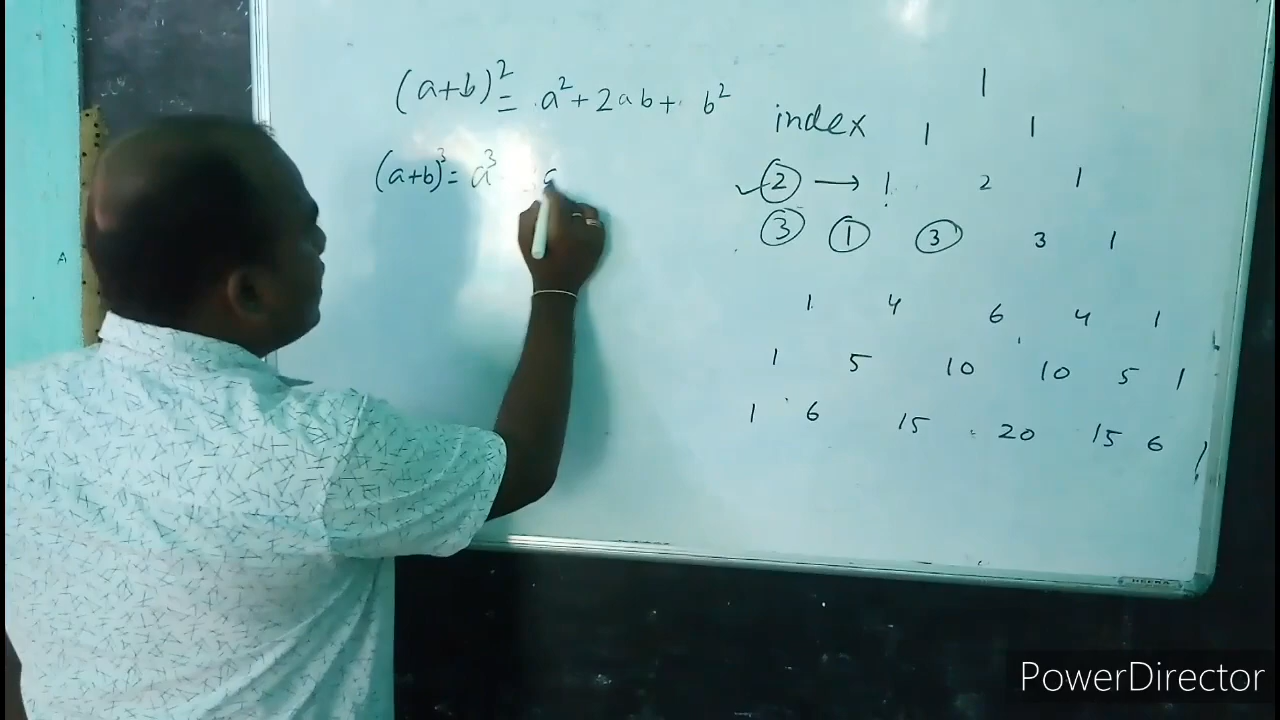 (a+b)² = a² + 2ab + b²
(a+b)³ = a³ a
index
1
1 1
② → 1 2 1
③ ① ③ 3 1
1 4 6 4 1
1 5 10 10 5 1
1 6 15 20 15 6 1
PowerDirector